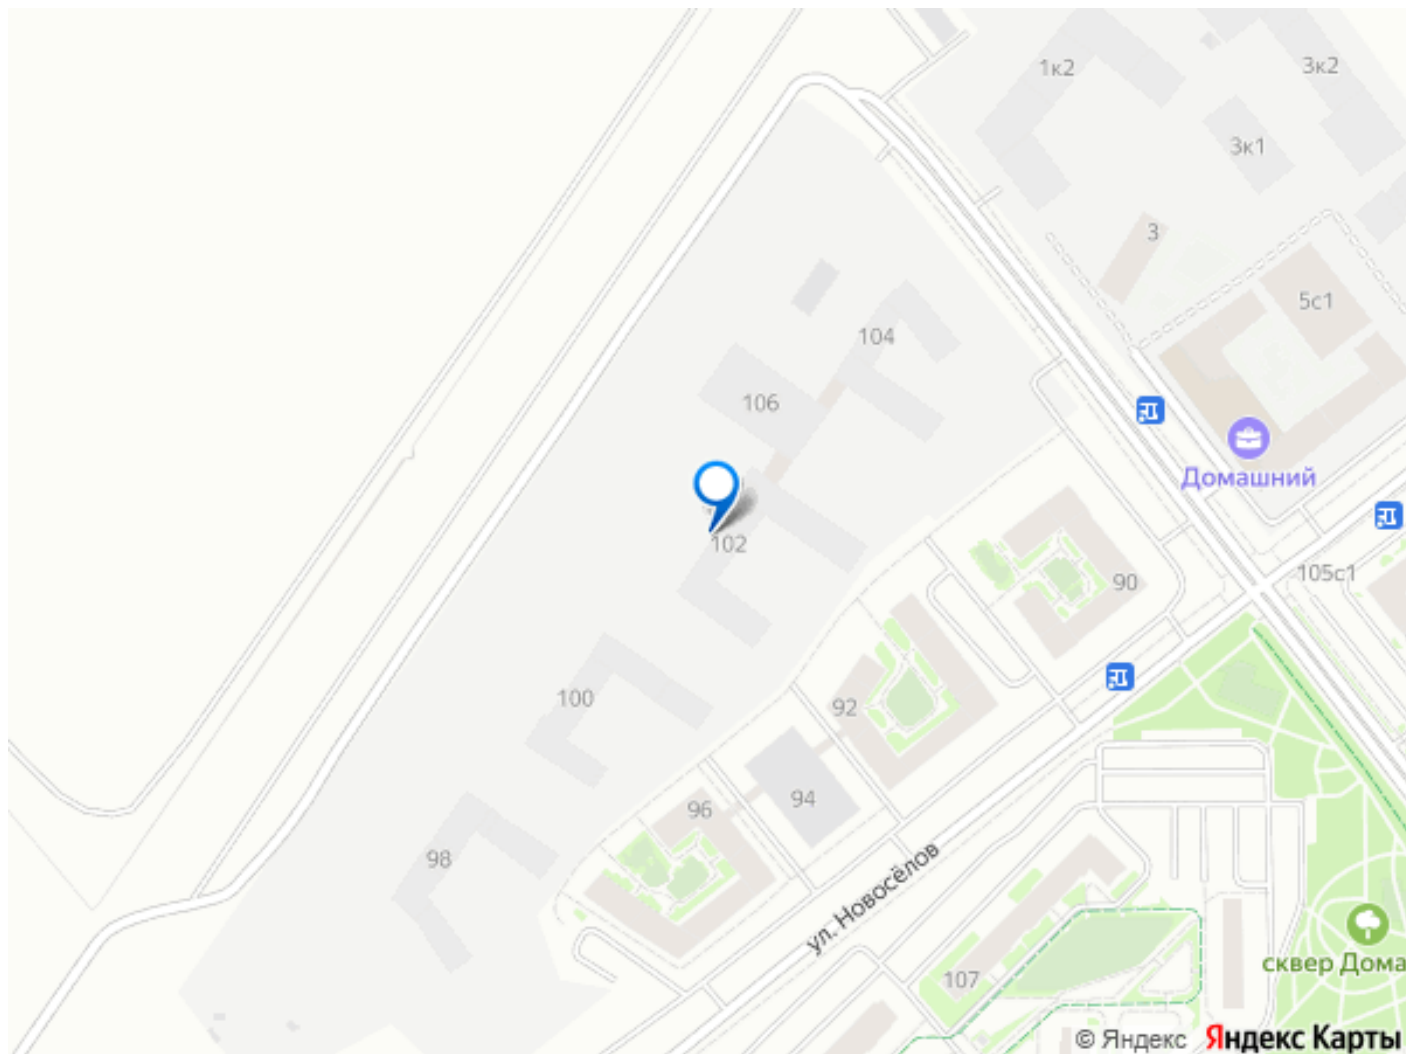 1к2
3к2
3к1
3
5с1
104
106
Домашний
102
105с1
90
100
92
94
96
98
ул. Новосёлов
сквер Дома
107
© Яндекс Яндекс Карты